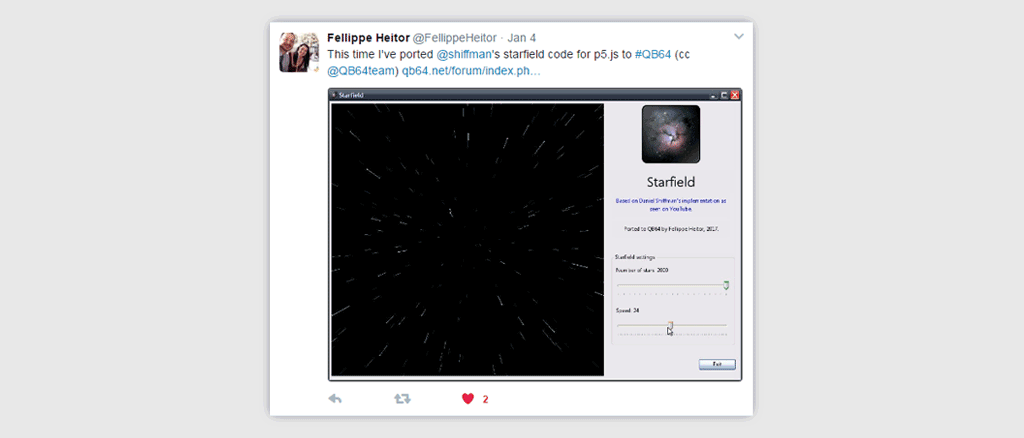 Fellippe Heitor @FellippeHeitor · Jan 4
This time I've ported @shiffman's starfield code for p5.js to #QB64 (cc
@QB64team) qb64.net/forum/index.ph…
Starfield
Starfield
Based on Daniel Shiffman's implementation as
seen on YouTube.
Ported to QB64 by Fellippe Heitor, 2017.
Starfield settings
Number of stars: 2000
Speed: 24
Exit
2